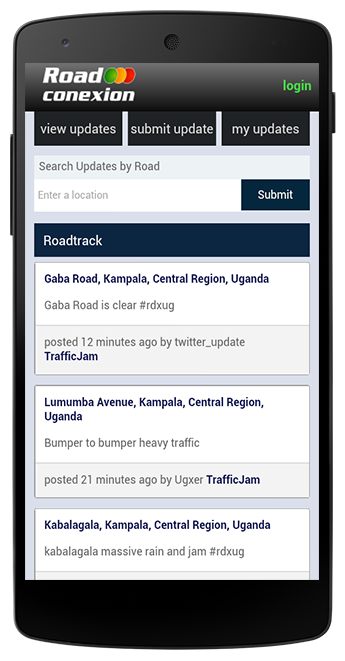 Road
conexion
login
view updates
submit update
my updates
Search Updates by Road
Enter a location
Submit
Roadtrack
Gaba Road, Kampala, Central Region, Uganda
Gaba Road is clear #rdxug
posted 12 minutes ago by twitter_update
TrafficJam
Lumumba Avenue, Kampala, Central Region,
Uganda
Bumper to bumper heavy traffic
posted 21 minutes ago by Ugxer TrafficJam
Kabalagala, Kampala, Central Region, Uganda
kabalagala massive rain and jam #rdxug